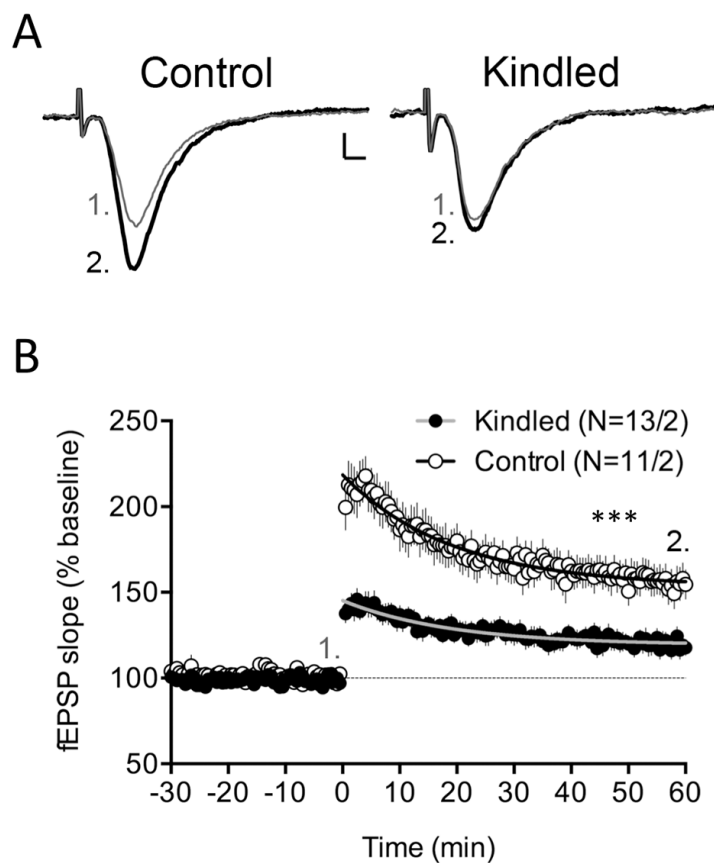 A
Control
Kindled
1.
2.
1.
2.
B
fEPSP slope (% baseline)
250
200
150
100
50
Kindled (N=13/2)
Control (N=11/2)
***
2.
1.
-30 -20 -10 0 10 20 30 40 50 60
Time (min)